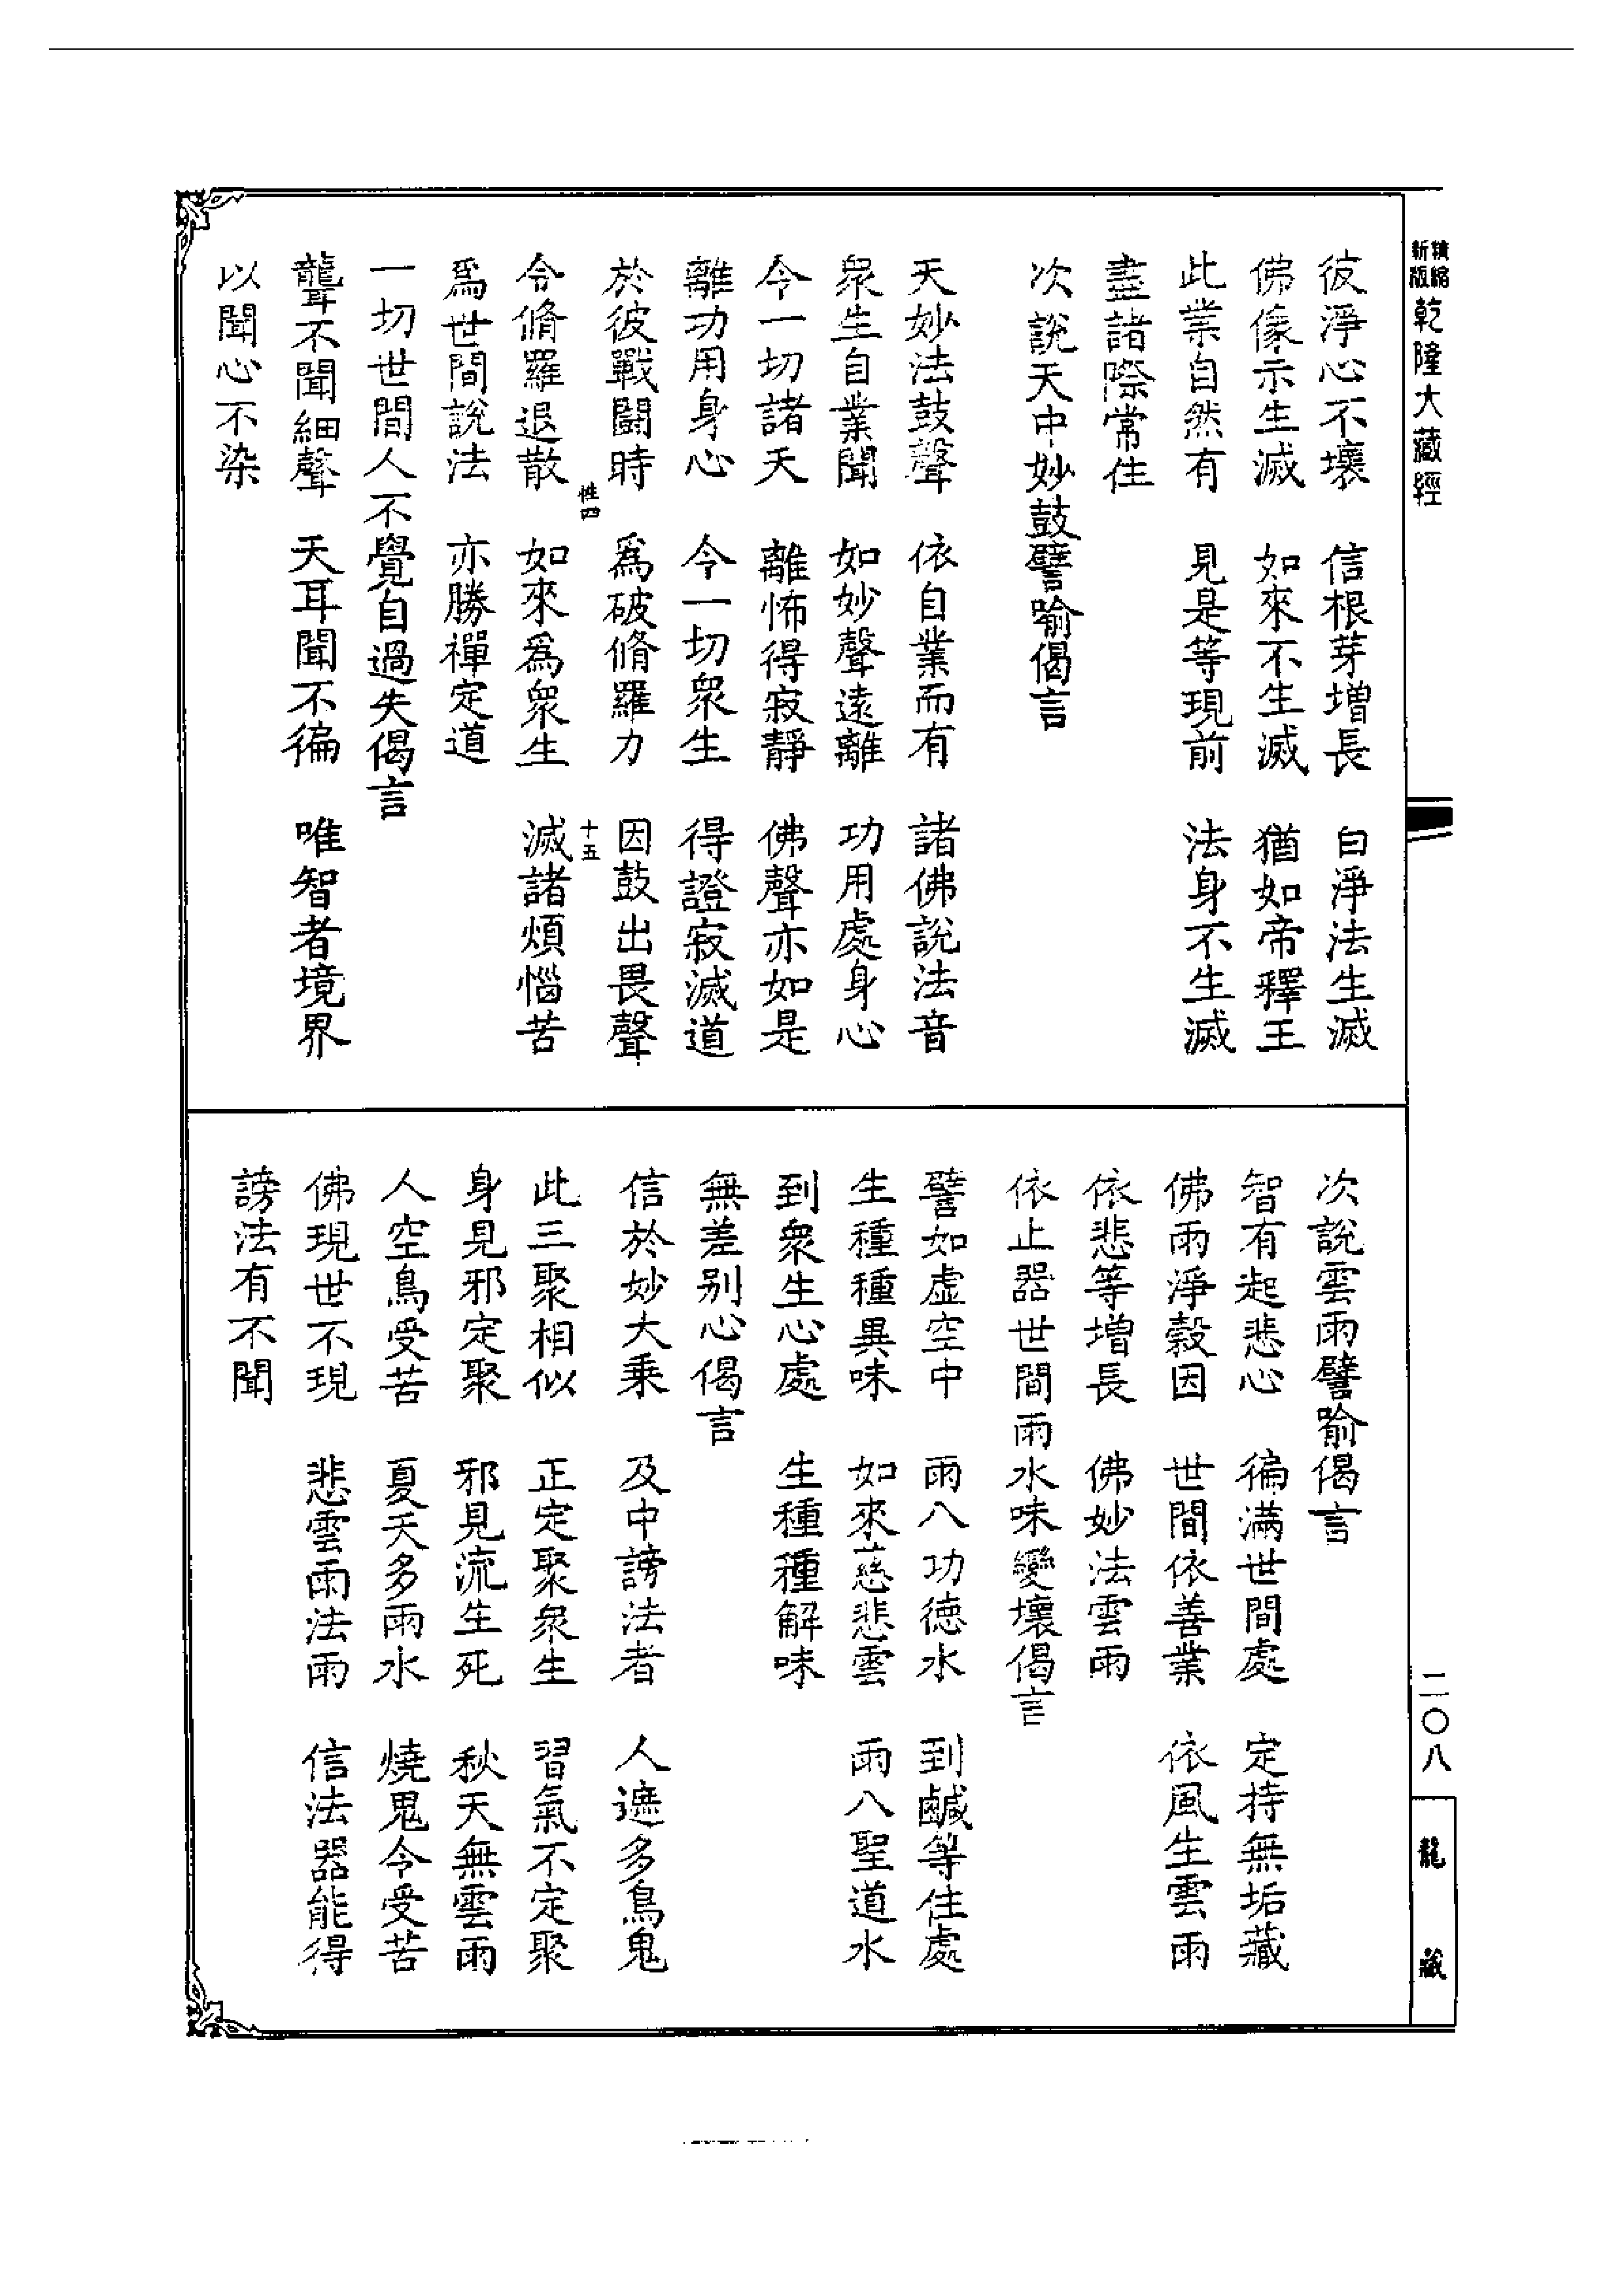 精縮新版乾隆大藏經
彼淨心不壞　信根芽增長　白淨法生滅
佛像示生滅　如來不生滅　猶如帝釋王
此業自然有　見是等現前　法身不生滅
盡諸際常住
次說天中妙鼓譬喻偈言
天妙法鼓聲　依自業而有　諸佛說法音
眾生自業聞　如妙聲遠離　功用處身心
今一切諸天　離怖得寂靜　佛聲亦如是
離功用身心　令一切眾生　得證寂滅道
於彼戰鬪時　為破脩羅力　因鼓出畏聲
性四　十五
令脩羅退散　如來為眾生　滅諸煩惱苦
為世間說法　亦勝禪定道
一切世間人不覺自過失偈言
聾不聞細聲　天耳聞不徧　唯智者境界
以聞心不染
次說雲雨譬喻偈言
智有起悲心　徧滿世間處　定持無垢藏
佛雨淨穀因　世間依善業　依風生雲雨
依悲等增長　佛妙法雲雨
依止器世間雨水味變壞偈言
譬如虛空中　雨八功德水　到鹹等住處
生種種異味　如來慈悲雲　雨八聖道水
到眾生心處　生種種解味
無差別心偈言
信於妙大乘　及中謗法者　人遮多鳥鬼
此三聚相似　正定聚眾生　習氣不定聚
身見邪定聚　邪見流生死　秋天無雲雨
人空鳥受苦　夏天多雨水　燒鬼令受苦
佛現世不現　悲雲雨法雨　信法器能得
謗法有不聞
二〇八
龍藏